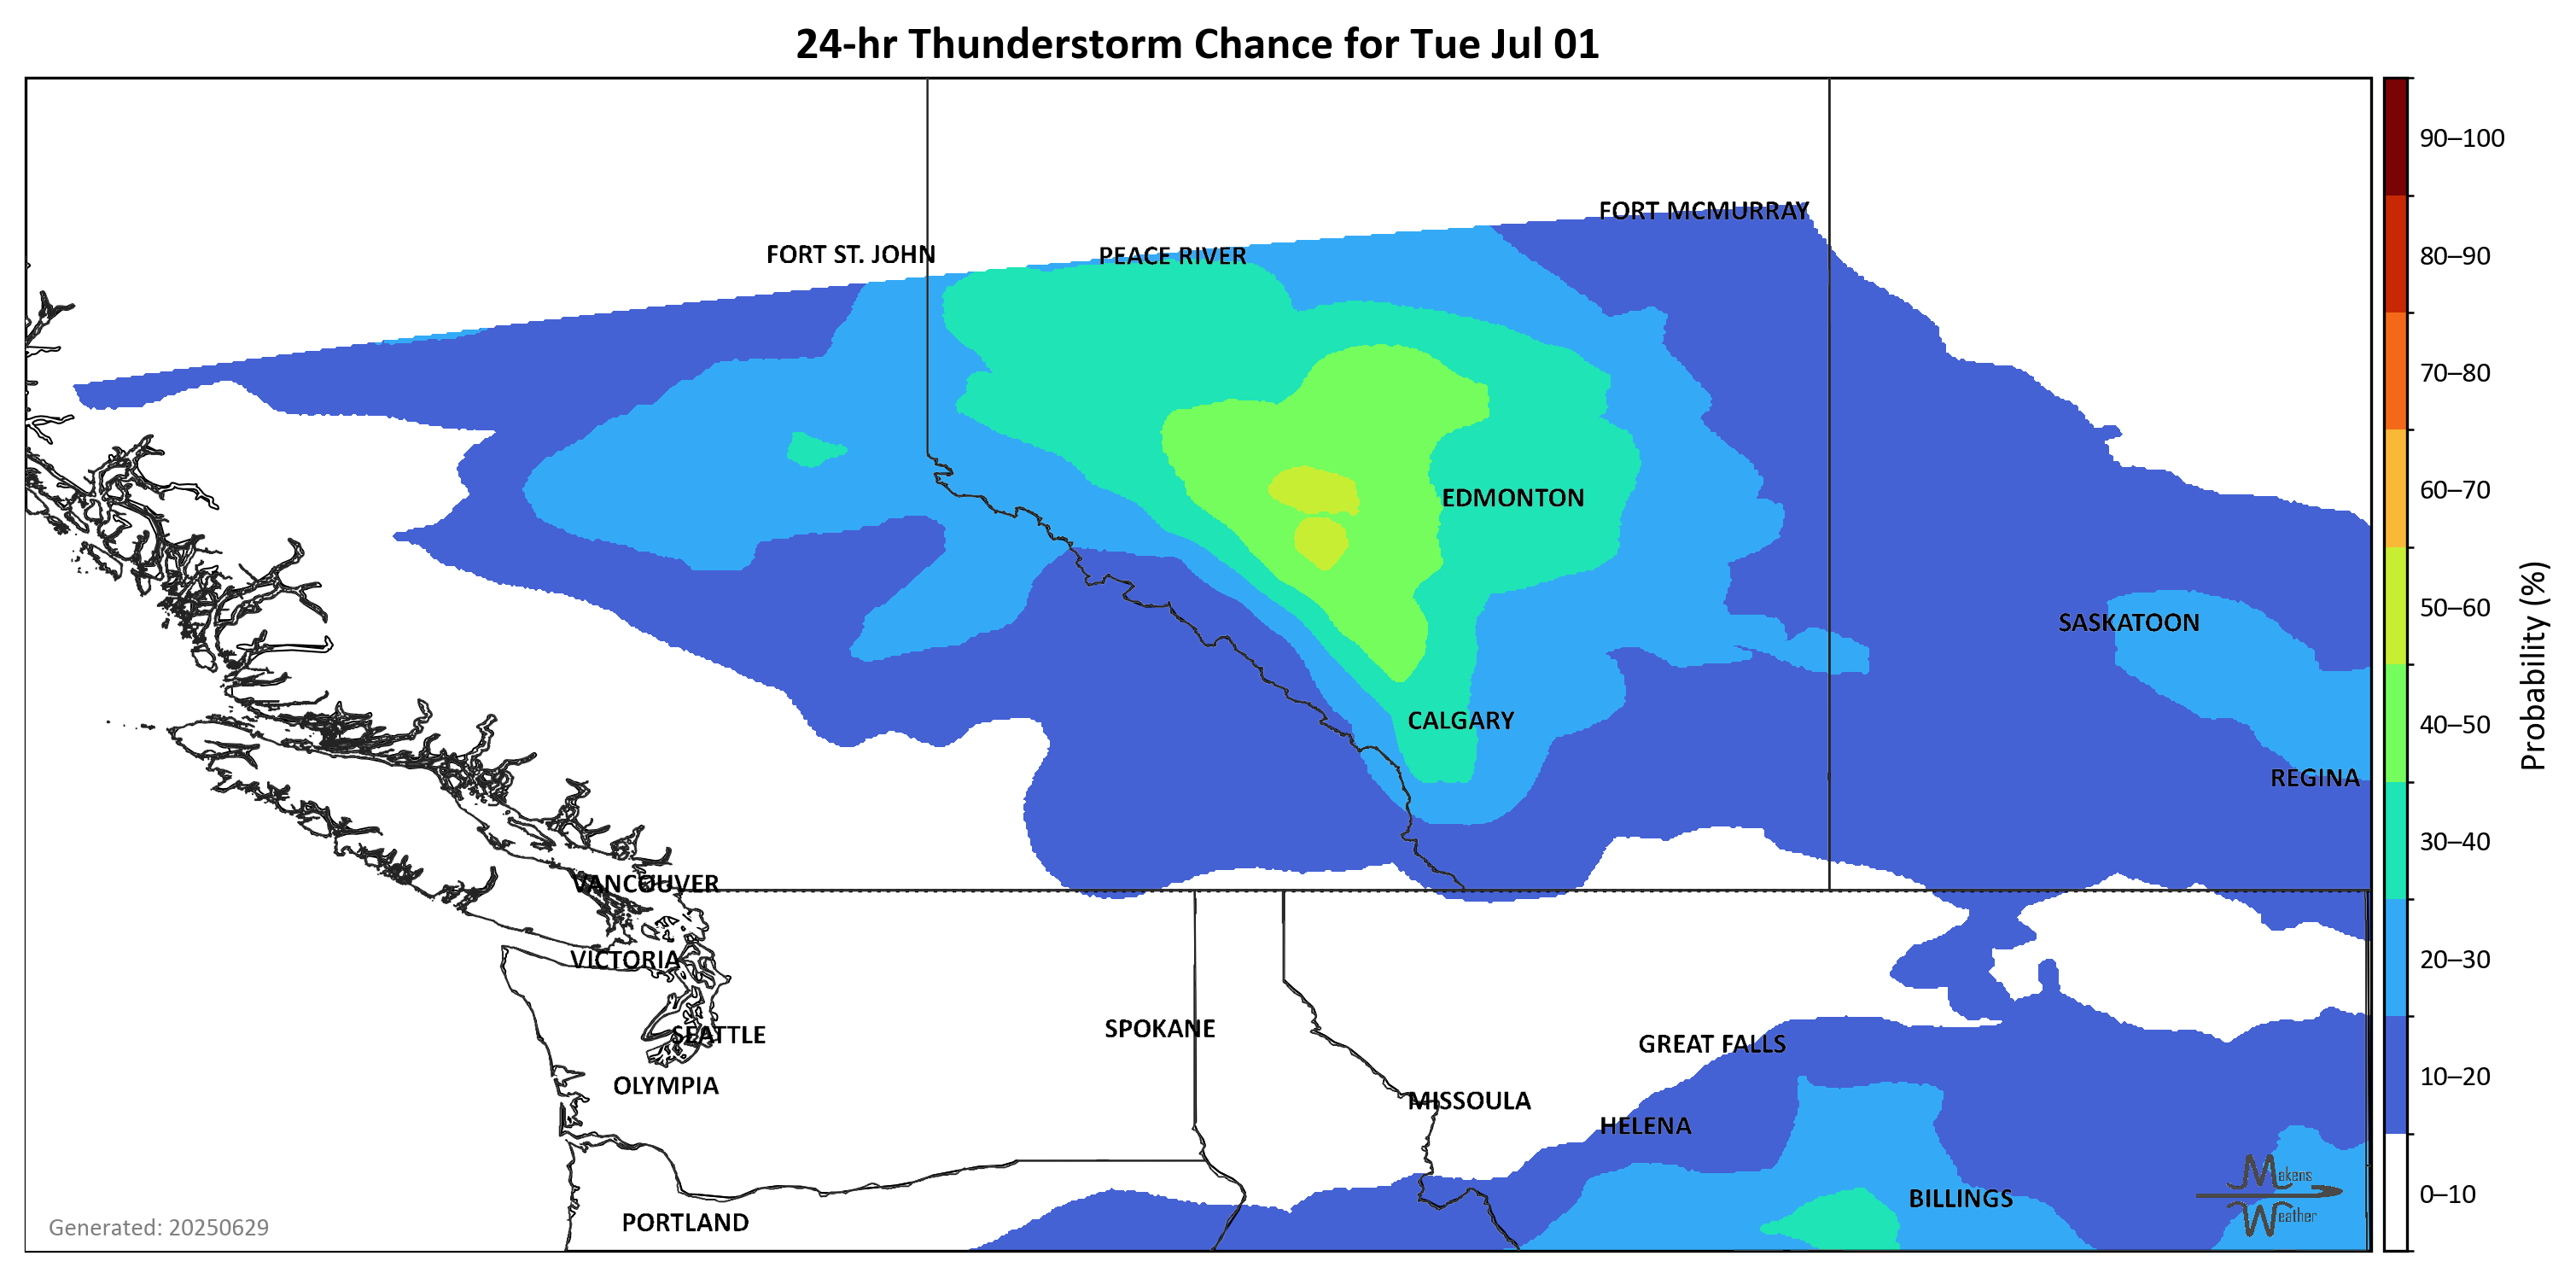 24-hr Thunderstorm Chance for Tue Jul 01
90–100
FORT MCMURRAY
FORT ST. JOHN
PEACE RIVER
80–90
70–80
60–70
EDMONTON
50–60
SASKATOON
Probability (%)
CALGARY
40–50
REGINA
30–40
VANCOUVER
VICTORIA
20–30
SPOKANE
SEATTLE
GREAT FALLS
10–20
OLYMPIA
MISSOULA
HELENA
Makens
Weather
BILLINGS
0–10
PORTLAND
Generated: 20250629